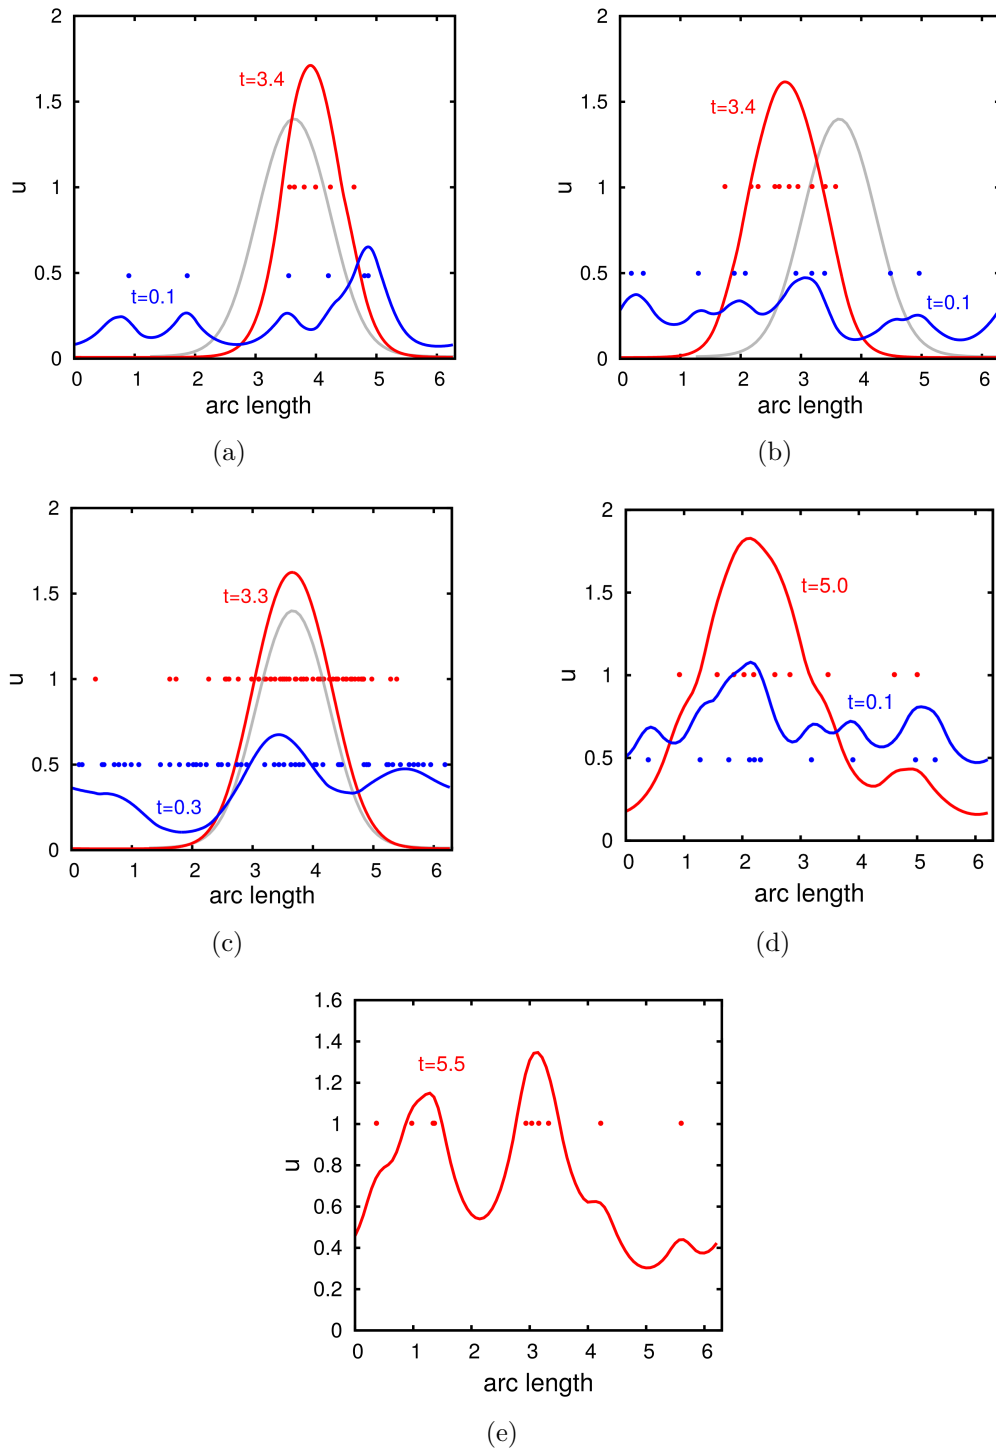 2
1.5
1
0.5
0
u
t=3.4
t=0.1
0 1 2 3 4 5 6
arc length
(a)
2
1.5
1
0.5
0
u
t=3.4
t=0.1
0 1 2 3 4 5 6
arc length
(b)
2
1.5
1
0.5
0
u
t=3.3
t=0.3
0 1 2 3 4 5 6
arc length
(c)
2
1.5
1
0.5
0
u
t=5.0
t=0.1
0 1 2 3 4 5 6
arc length
(d)
1.6
1.4
1.2
1
0.8
0.6
0.4
0.2
0
u
t=5.5
0 1 2 3 4 5 6
arc length
(e)